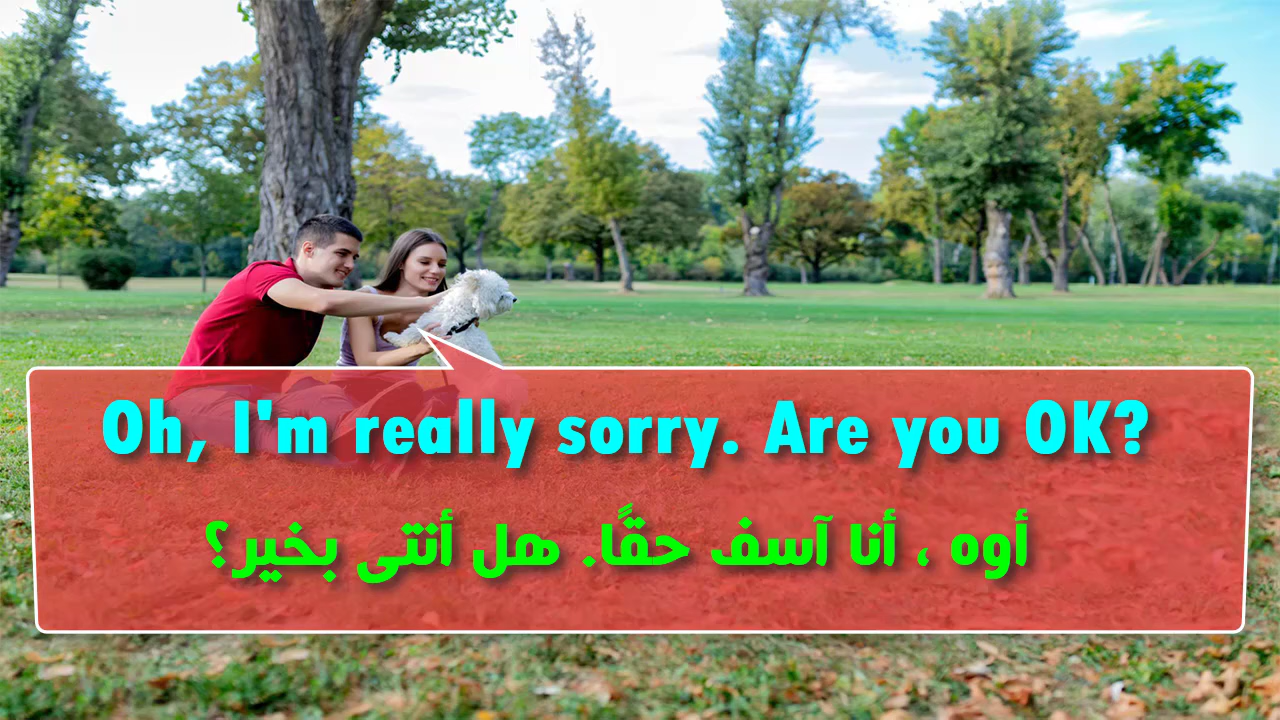 Oh, I'm really sorry. Are you OK?
أوه ، أنا آسف حقًا. هل أنتى بخير؟